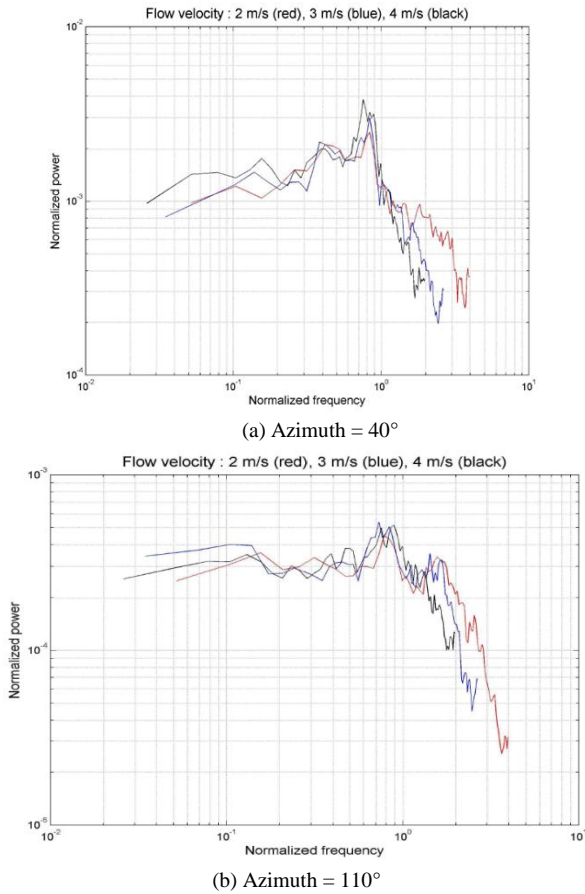 Flow velocity : 2 m/s (red), 3 m/s (blue), 4 m/s (black)
10⁻²
10⁻³
10⁻⁴
Normalized power
10⁻²
10⁻¹
10⁰
10¹
Normalized frequency
(a) Azimuth = 40°
Flow velocity : 2 m/s (red), 3 m/s (blue), 4 m/s (black)
10⁻³
10⁻⁴
10⁻⁵
Normalized power
10⁻²
10⁻¹
10⁰
10¹
Normalized frequency
(b) Azimuth = 110°